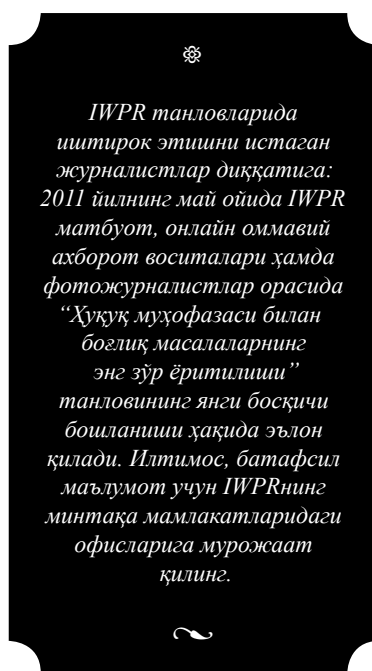 IWPR танловларида
иштирок этишни истаган
журналистлар диққатига:
2011 йилнинг май ойида IWPR
матбуот, онлайн оммавий
ахборот воситалари ҳамда
фотожурналистлар орасида
“Ҳуқуқ муҳофазаси билан
боғлиқ масалаларнинг
энг зўр ёритилиши”
танловининг янги босқичи
бошланиши ҳақида эълон
қилади. Илтимос, батафсил
маълумот учун IWPRнинг
минтақа мамлакатларидаги
офисларига мурожаат
қилинг.